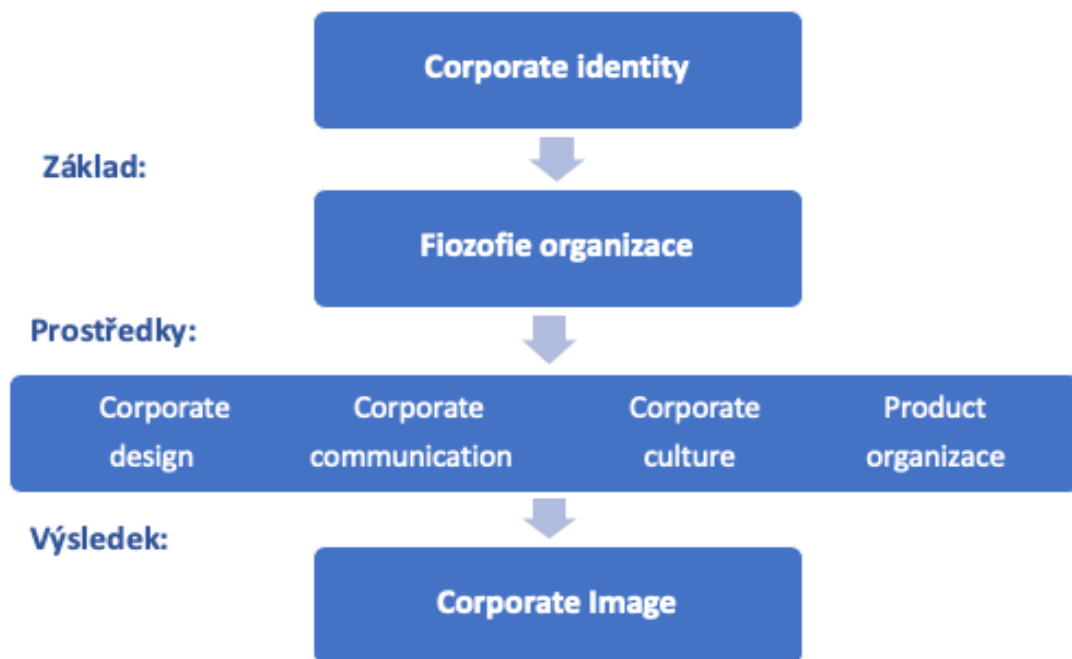 Corporate identity
Základ:
Fiozofie organizace
Prostředky:
Corporate design
Corporate communication
Corporate culture
Product organizace
Výsledek:
Corporate Image